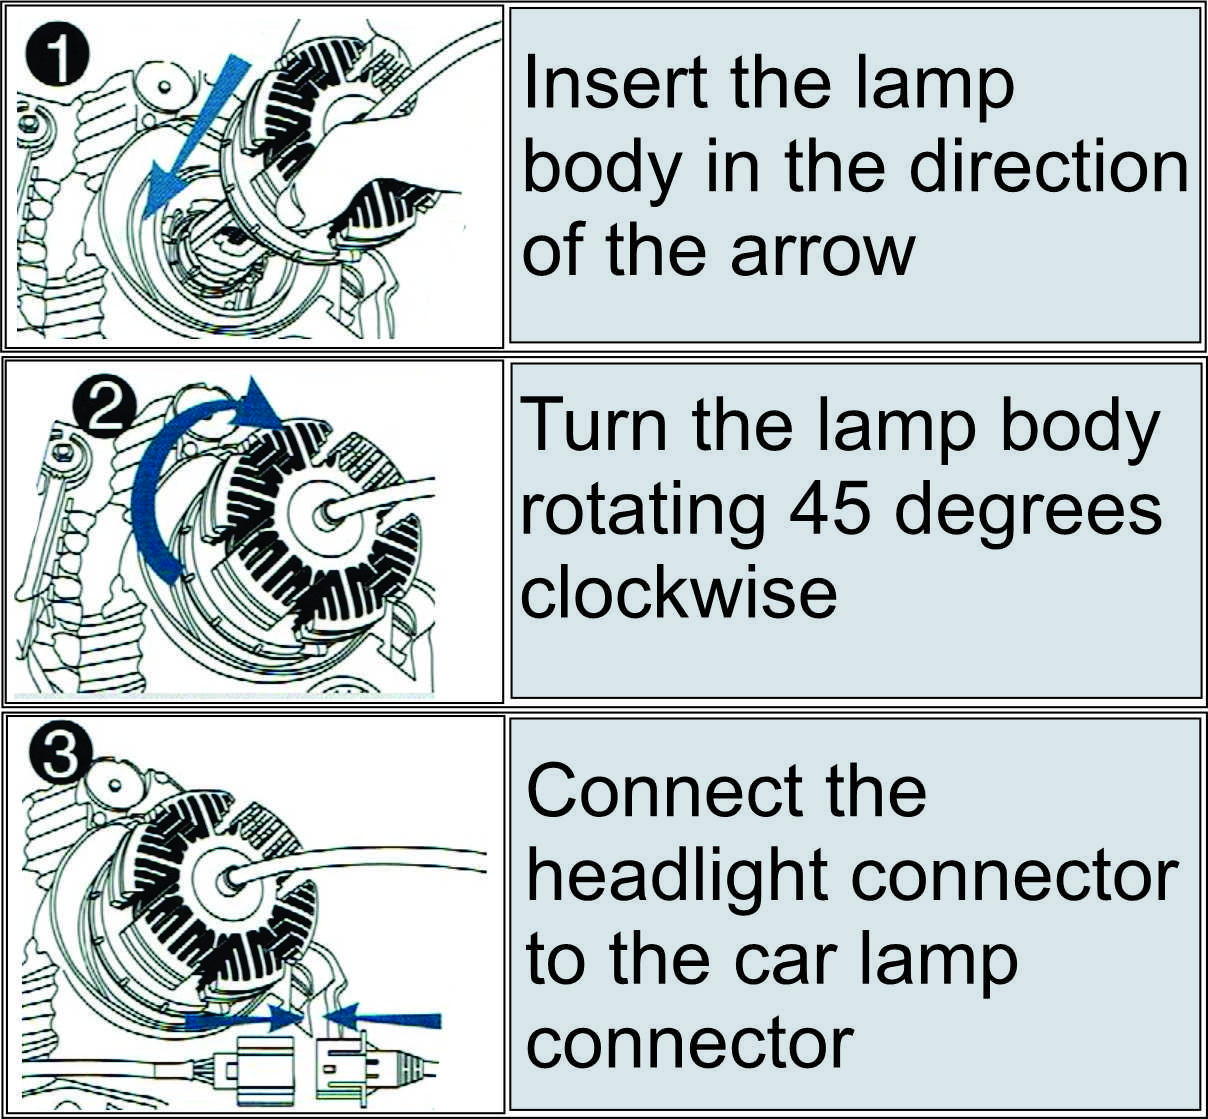 1
Insert the lamp
body in the direction
of the arrow
2
Turn the lamp body
rotating 45 degrees
clockwise
3
Connect the
headlight connector
to the car lamp
connector